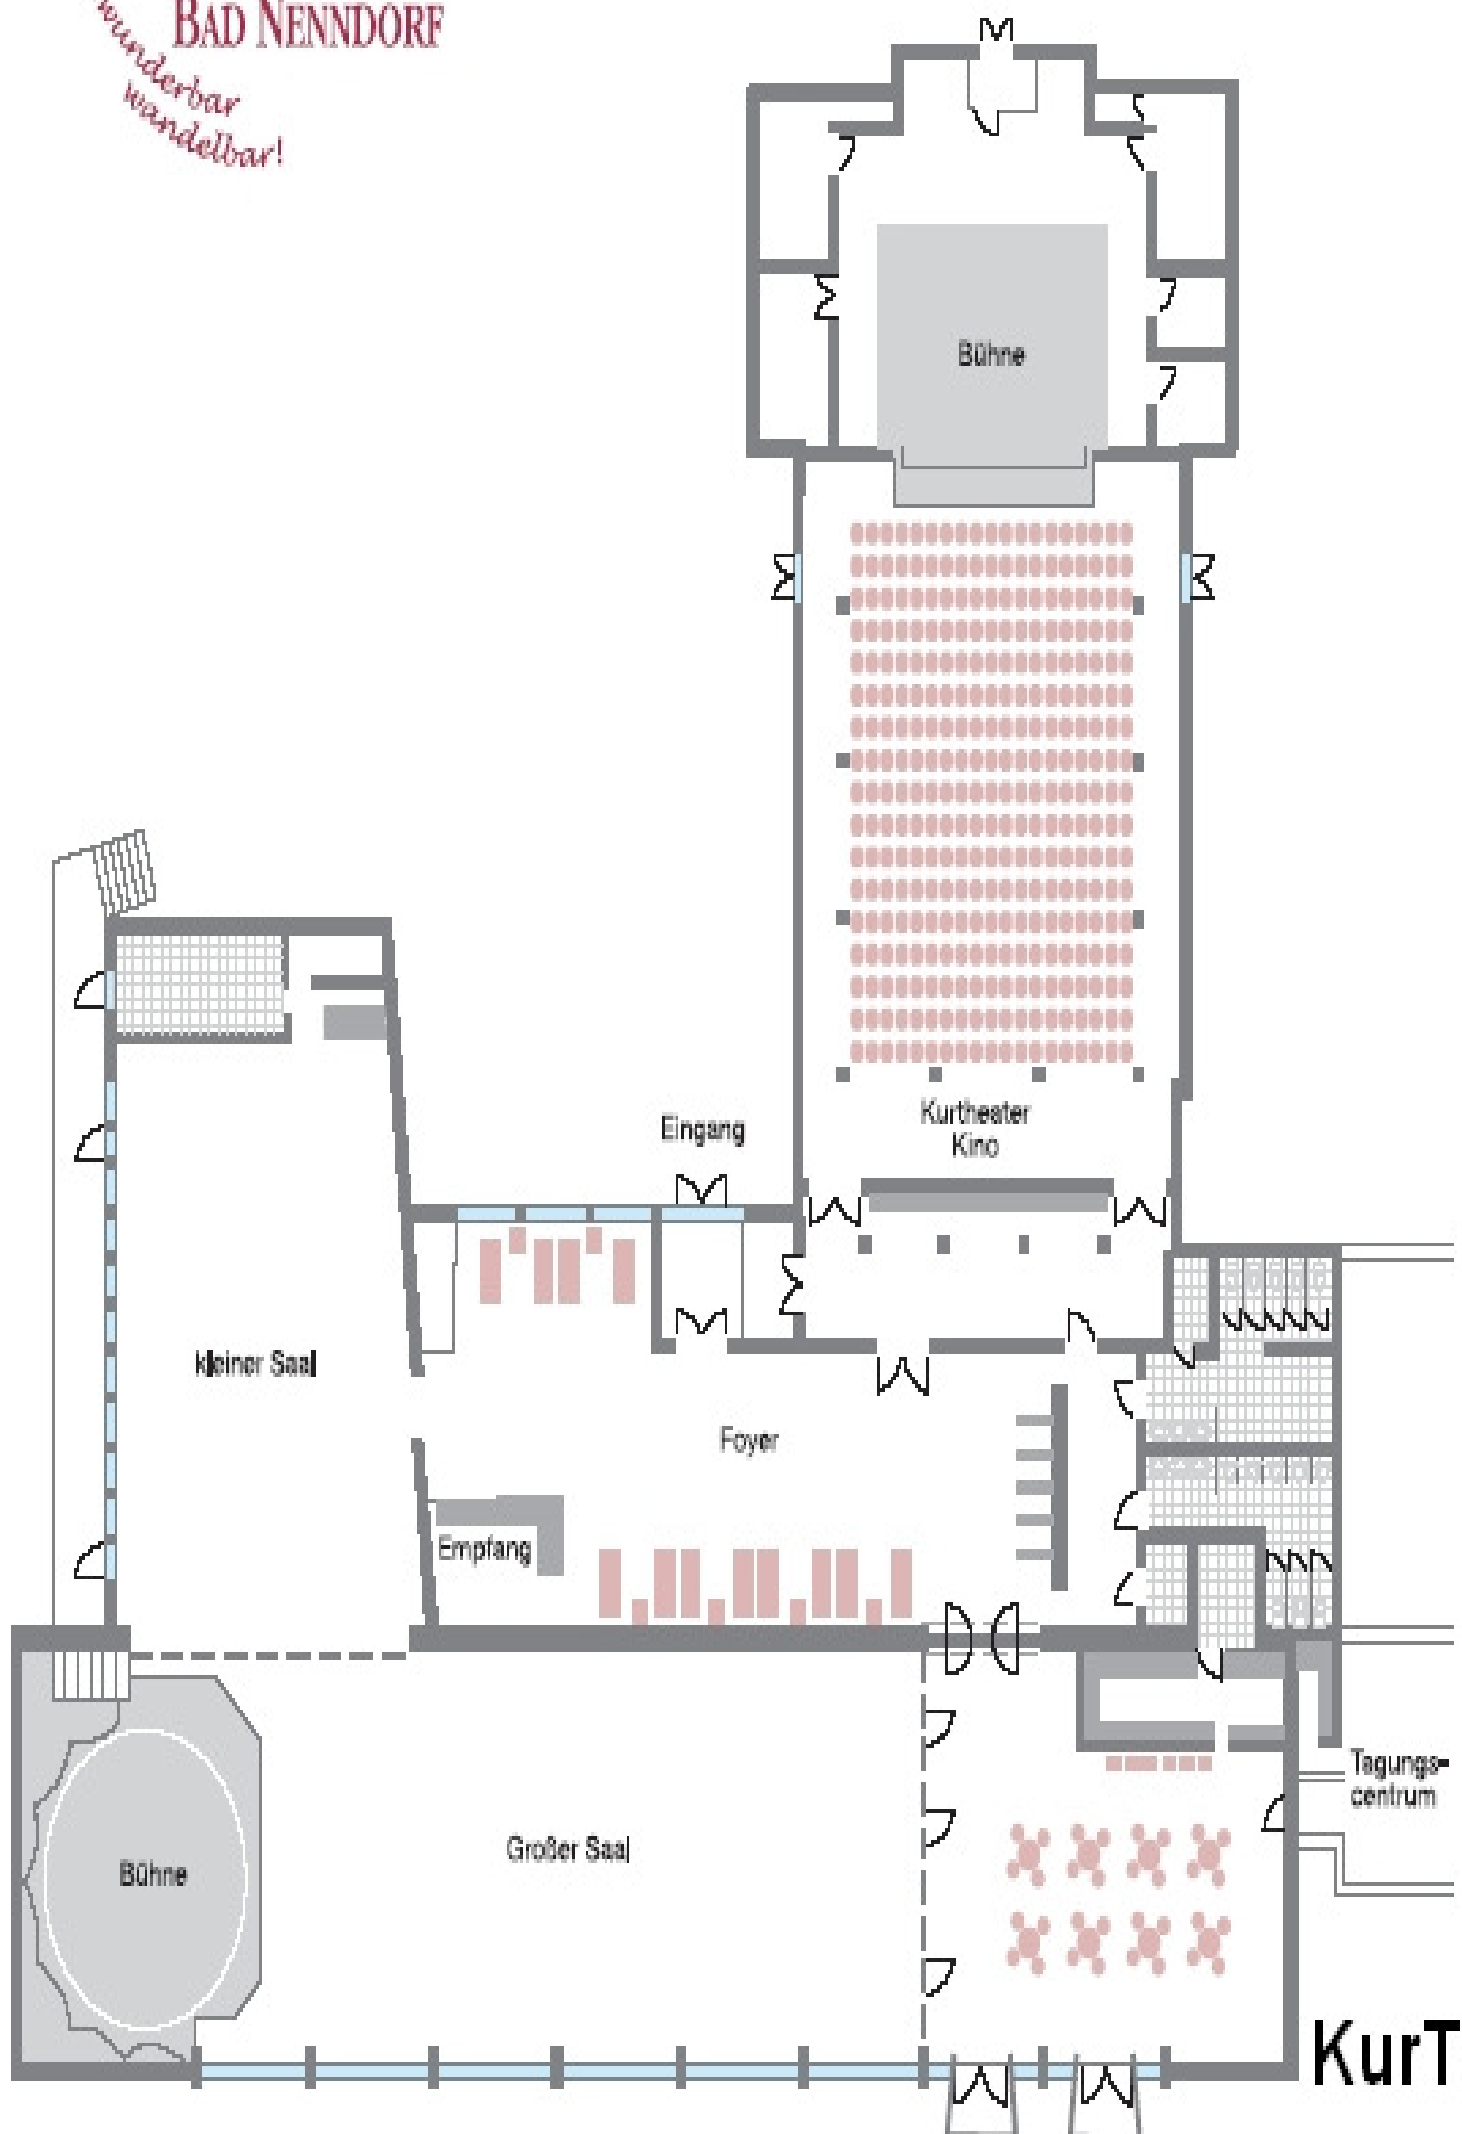 BAD NENNDORF
wunderbar
wandelbar!
Bühne
Kurtheater
Kino
Eingang
kleiner Saal
Foyer
Empfang
Großer Saal
Bühne
Tagungs-
centrum
KurT